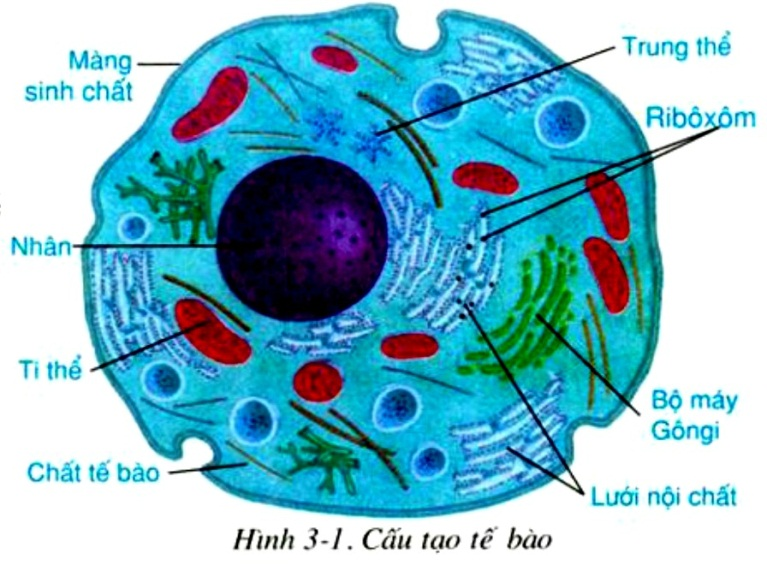 Màng
sinh chất
Trung thể
Ribôxôm
Nhân
Ti thể
Bộ máy
Gôngi
Chất tế bào
Lưới nội chất
Hình 3-1. Cấu tạo tế bào